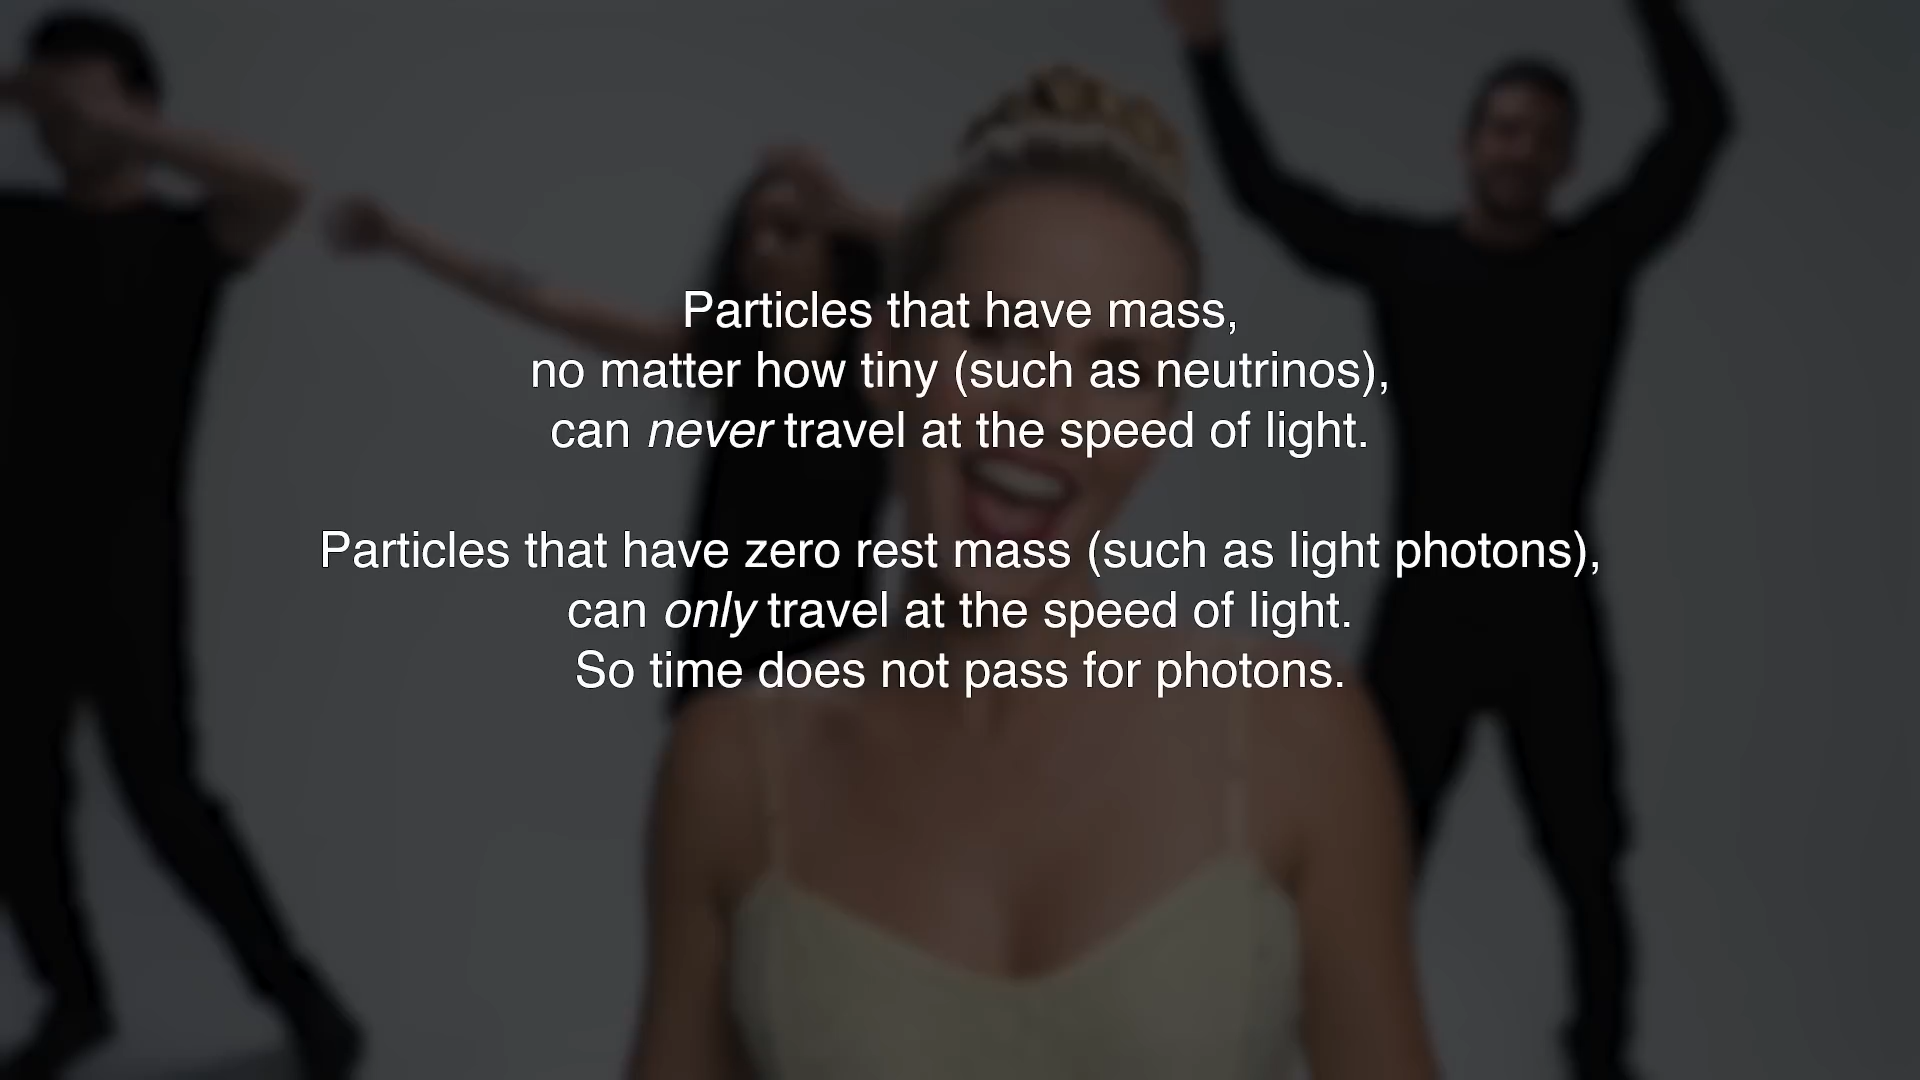 Particles that have mass,
no matter how tiny (such as neutrinos),
can never travel at the speed of light.
Particles that have zero rest mass (such as light photons),
can only travel at the speed of light.
So time does not pass for photons.